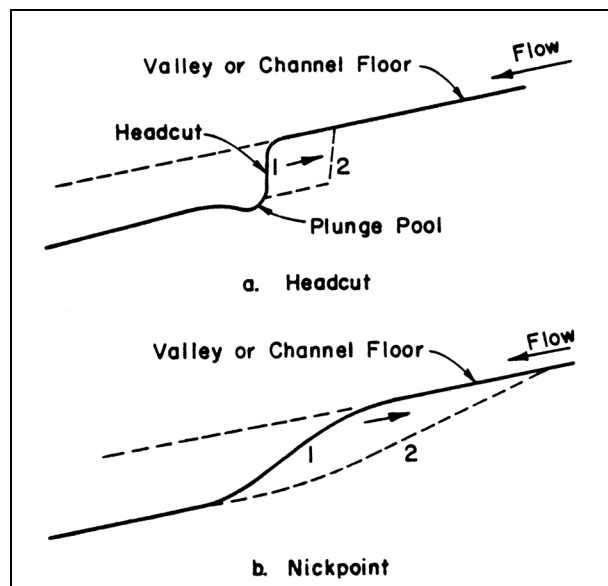 Flow
Valley or Channel Floor
Headcut
1
2
Plunge Pool
a. Headcut
Flow
Valley or Channel Floor
1
2
b. Nickpoint